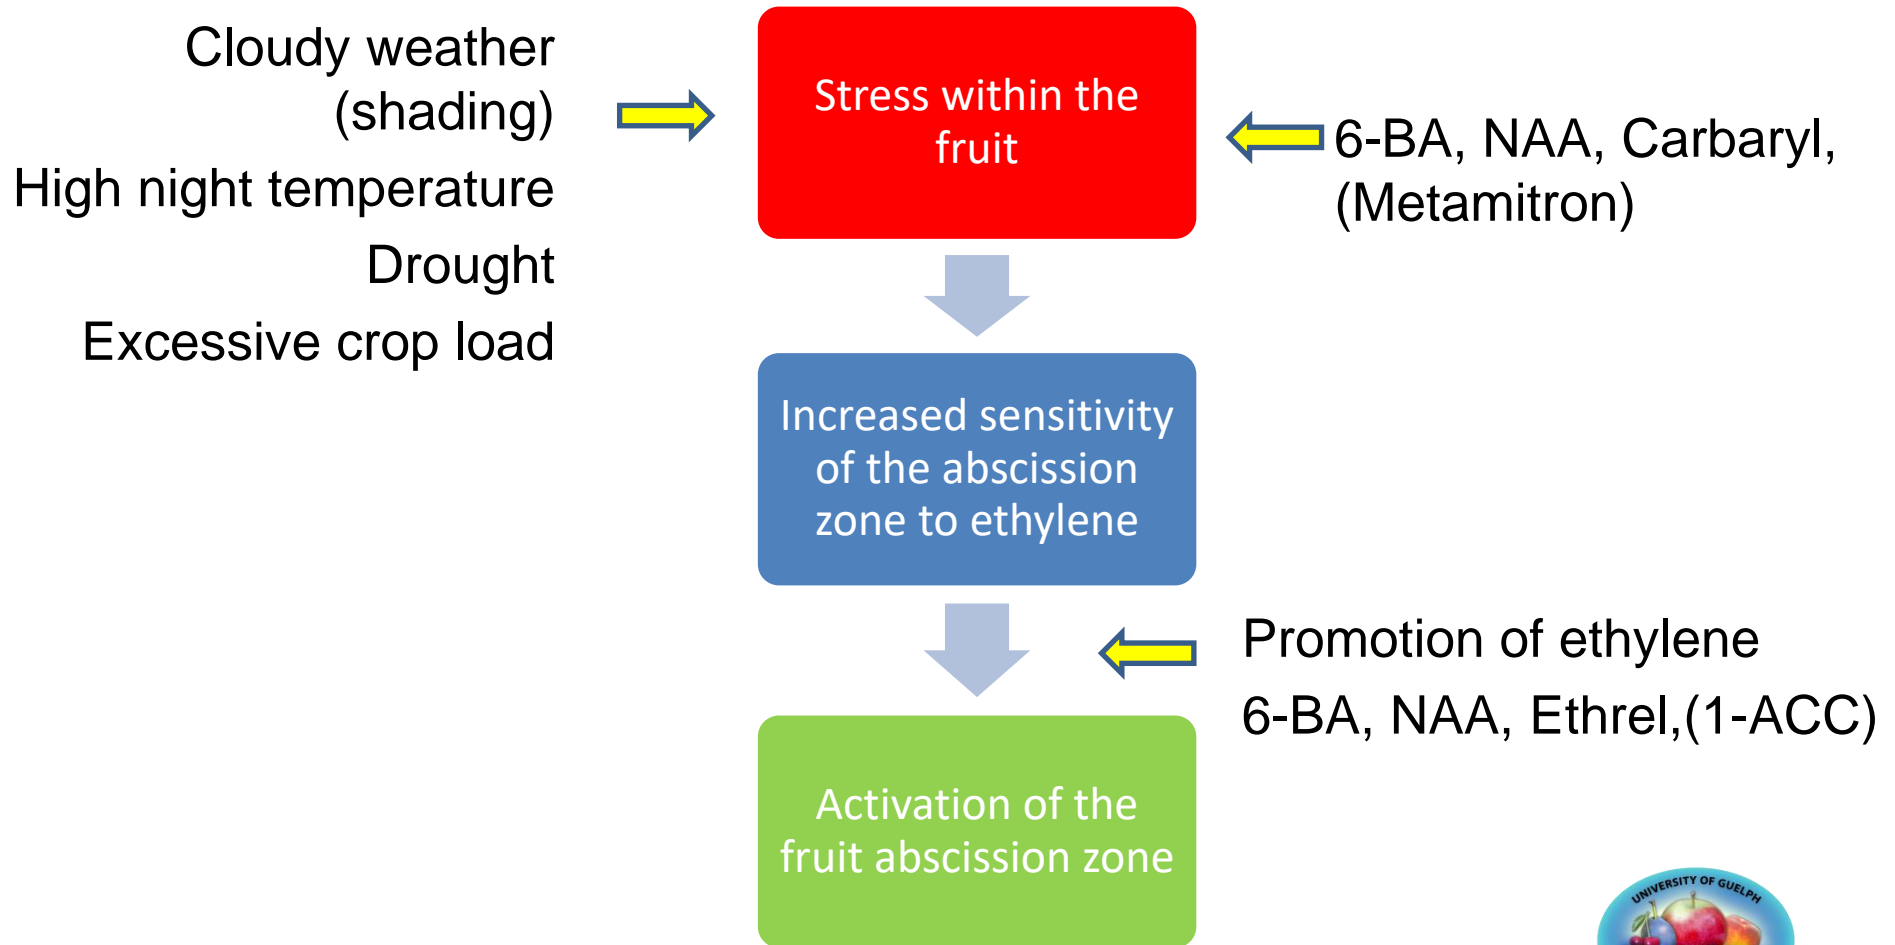 Cloudy weather
(shading)
High night temperature
Drought
Excessive crop load
Stress within the
fruit
6-BA, NAA, Carbaryl,
(Metamitron)
Increased sensitivity
of the abscission
zone to ethylene
Promotion of ethylene
6-BA, NAA, Ethrel,(1-ACC)
Activation of the
fruit abscission zone
UNIVERSITY OF GUELPH